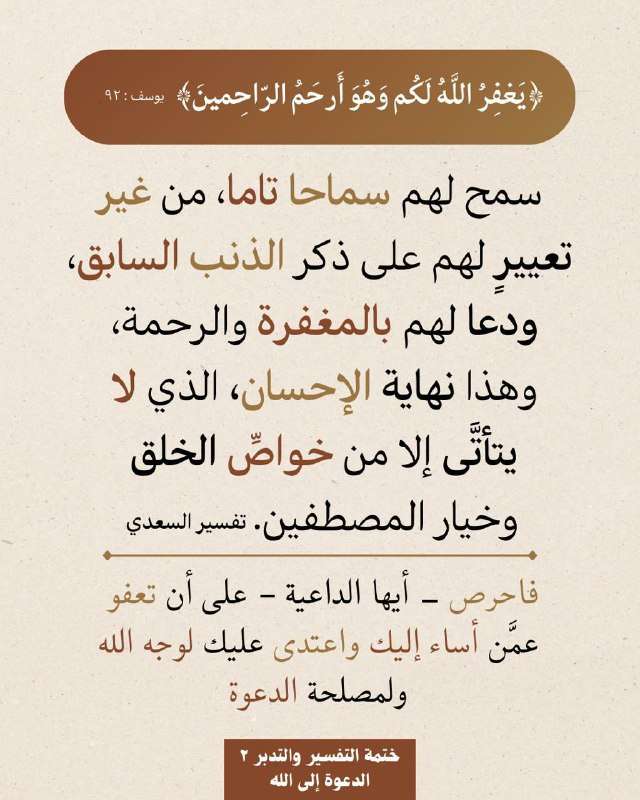 ﴿يَغفِرُ اللَّهُ لَكُم وَهُوَ أَرحَمُ الرّاحِمينَ﴾ يوسف : ٩٢
سمح لهم سماحا تاما، من غير
تعييرٍ لهم على ذكر الذنب السابق،
ودعا لهم بالمغفرة والرحمة،
وهذا نهاية الإحسان، الذي لا
يتأتَّى إلا من خواصِّ الخلق
وخيار المصطفين. تفسير السعدي
فاحرص – أيها الداعية – على أن تعفو
عمَّن أساء إليك واعتدى عليك لوجه الله
ولمصلحة الدعوة
ختمة التفسير والتدبر ٢
الدعوة إلى الله